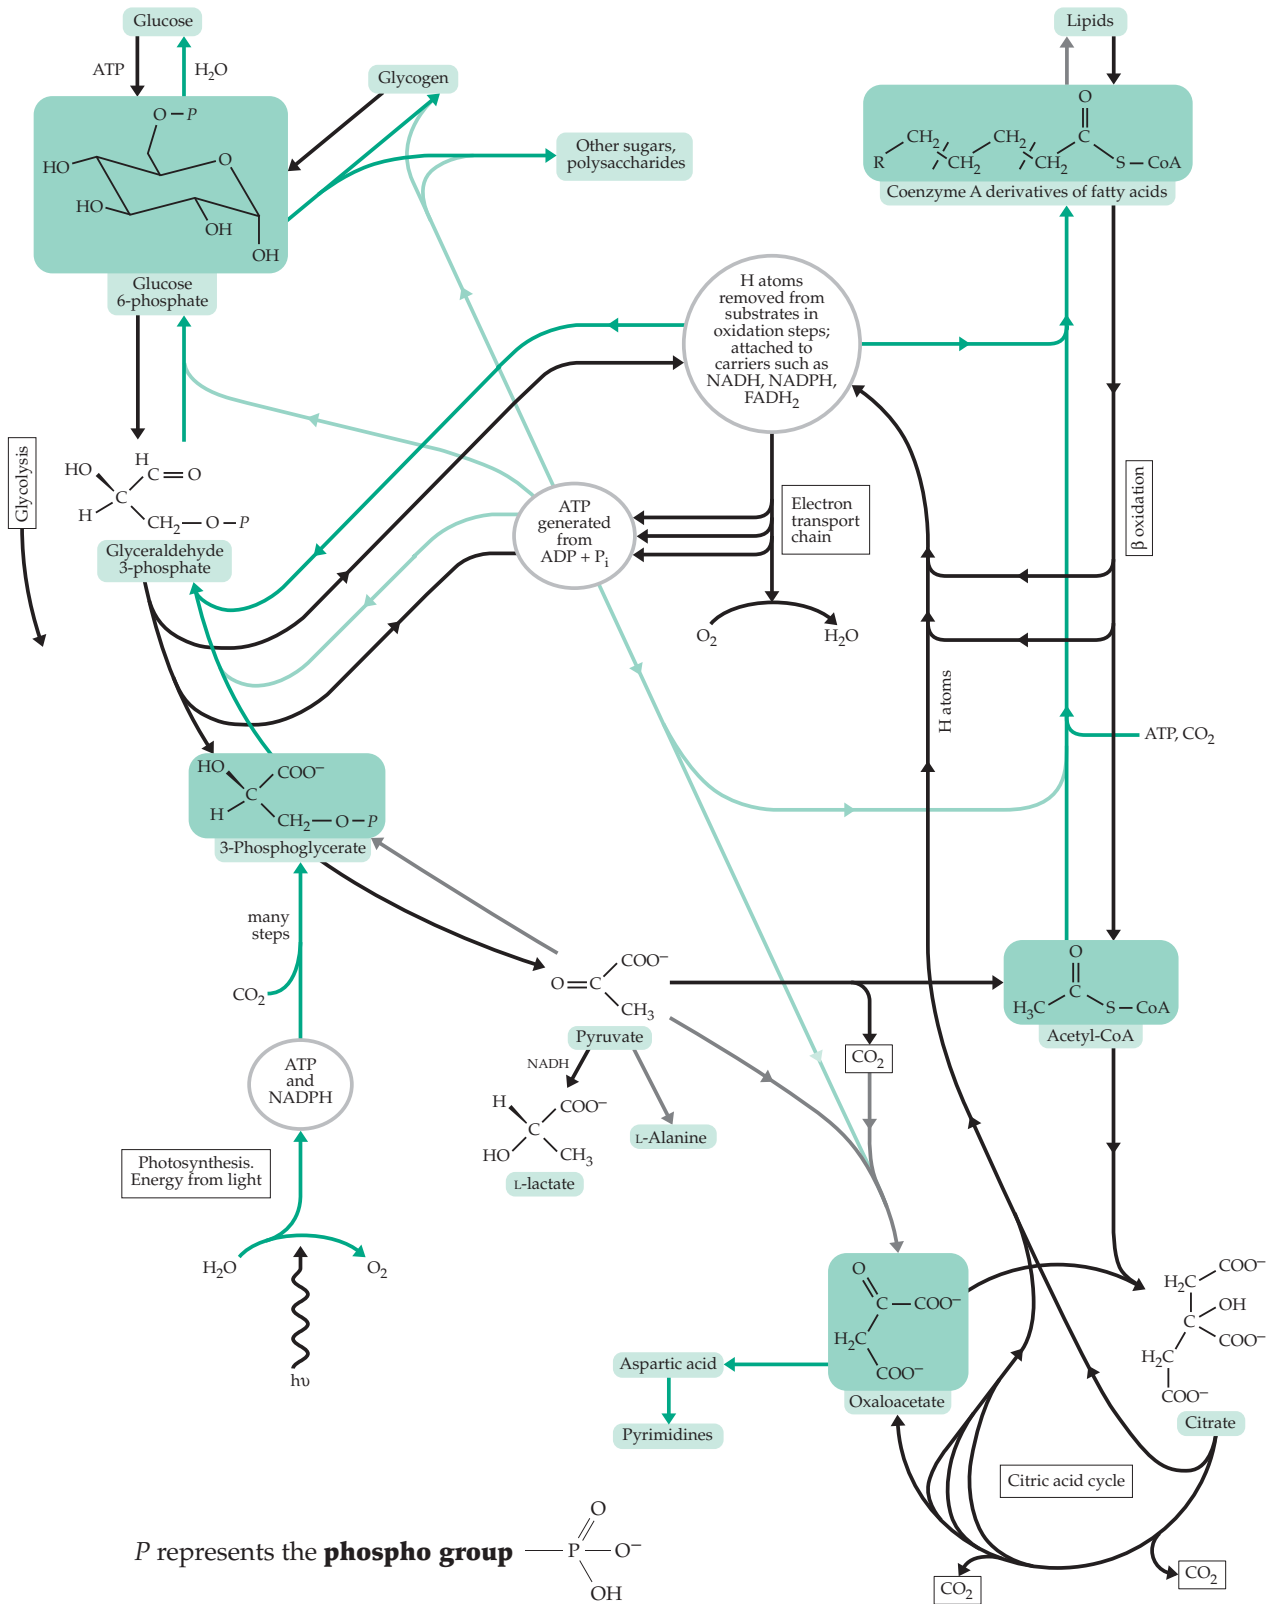 Glucose
ATP
H2O
Glycogen
Other sugars,
polysaccharides
Lipids
O–P
O
HO
HO
OH
OH
Glucose
6-phosphate
O
CH2
CH2
C
R
CH2
CH2
S–CoA
Coenzyme A derivatives of fatty acids
H atoms
removed from
substrates in
oxidation steps;
attached to
carriers such as
NADH, NADPH,
FADH2
Glycolysis
H
HO
C=O
C
H
CH2–O–P
Glyceraldehyde
3-phosphate
ATP
generated
from
ADP + Pi
Electron
transport
chain
β oxidation
O2
H2O
H atoms
ATP, CO2
HO
COO–
C
H
CH2–O–P
3-Phosphoglycerate
many
steps
CO2
COO–
O=C
CH3
Pyruvate
O
C
H3C
S–CoA
Acetyl-CoA
CO2
NADH
ATP
and
NADPH
H
COO–
C
HO
CH3
L-lactate
L-Alanine
Photosynthesis.
Energy from light
H2O
O2
hυ
O
C–COO–
H2C
COO–
Oxaloacetate
Aspartic acid
Pyrimidines
COO–
H2C
OH
C
COO–
H2C
COO–
Citrate
Citric acid cycle
CO2
CO2
P represents the phospho group
O
P
O–
OH